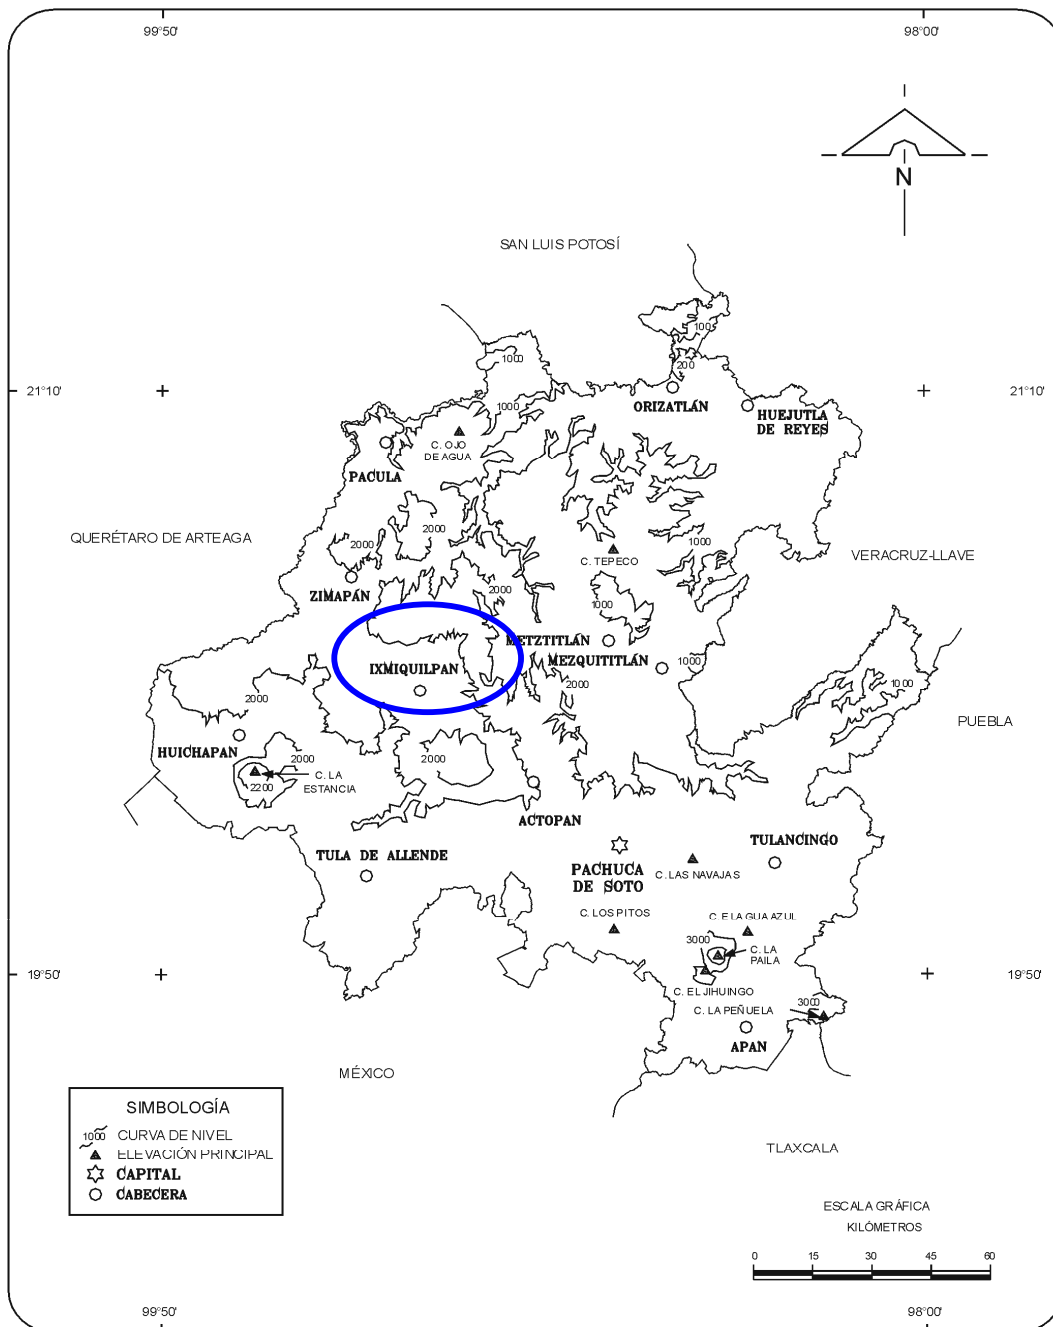 99°50'
98°00'
N
SAN LUIS POTOSÍ
100
1000
200
21°10'
21°10'
1000
ORIZATLÁN
HUEJUTLA
DE REYES
C. OJO
DE AGUA
PACULA
2000
QUERÉTARO DE ARTEAGA
2000
1000
VERACRUZ-LLAVE
C. TEPECO
ZIMAPÁN
2000
1000
METZTITLÁN
MEZQUITITLÁN
IXMIQUILPAN
1000
2000
1000
2000
PUEBLA
HUICHAPAN
2000
2000
C. LA
ESTANCIA
2200
ACTOPAN
TULANCINGO
TULA DE ALLENDE
PACHUCA
DE SOTO
C. LAS NAVAJAS
C. LOS PITOS
C. EL AGUA AZUL
3000
C. LA
PAILA
19°50'
19°50'
C. EL JIHUINGO
3000
C. LA PEÑUELA
APAN
MÉXICO
SIMBOLOGÍA
1000 CURVA DE NIVEL
ELEVACIÓN PRINCIPAL
CAPITAL
CABECERA
TLAXCALA
ESCALA GRÁFICA
KILÓMETROS
0 15 30 45 60
99°50'
98°00'